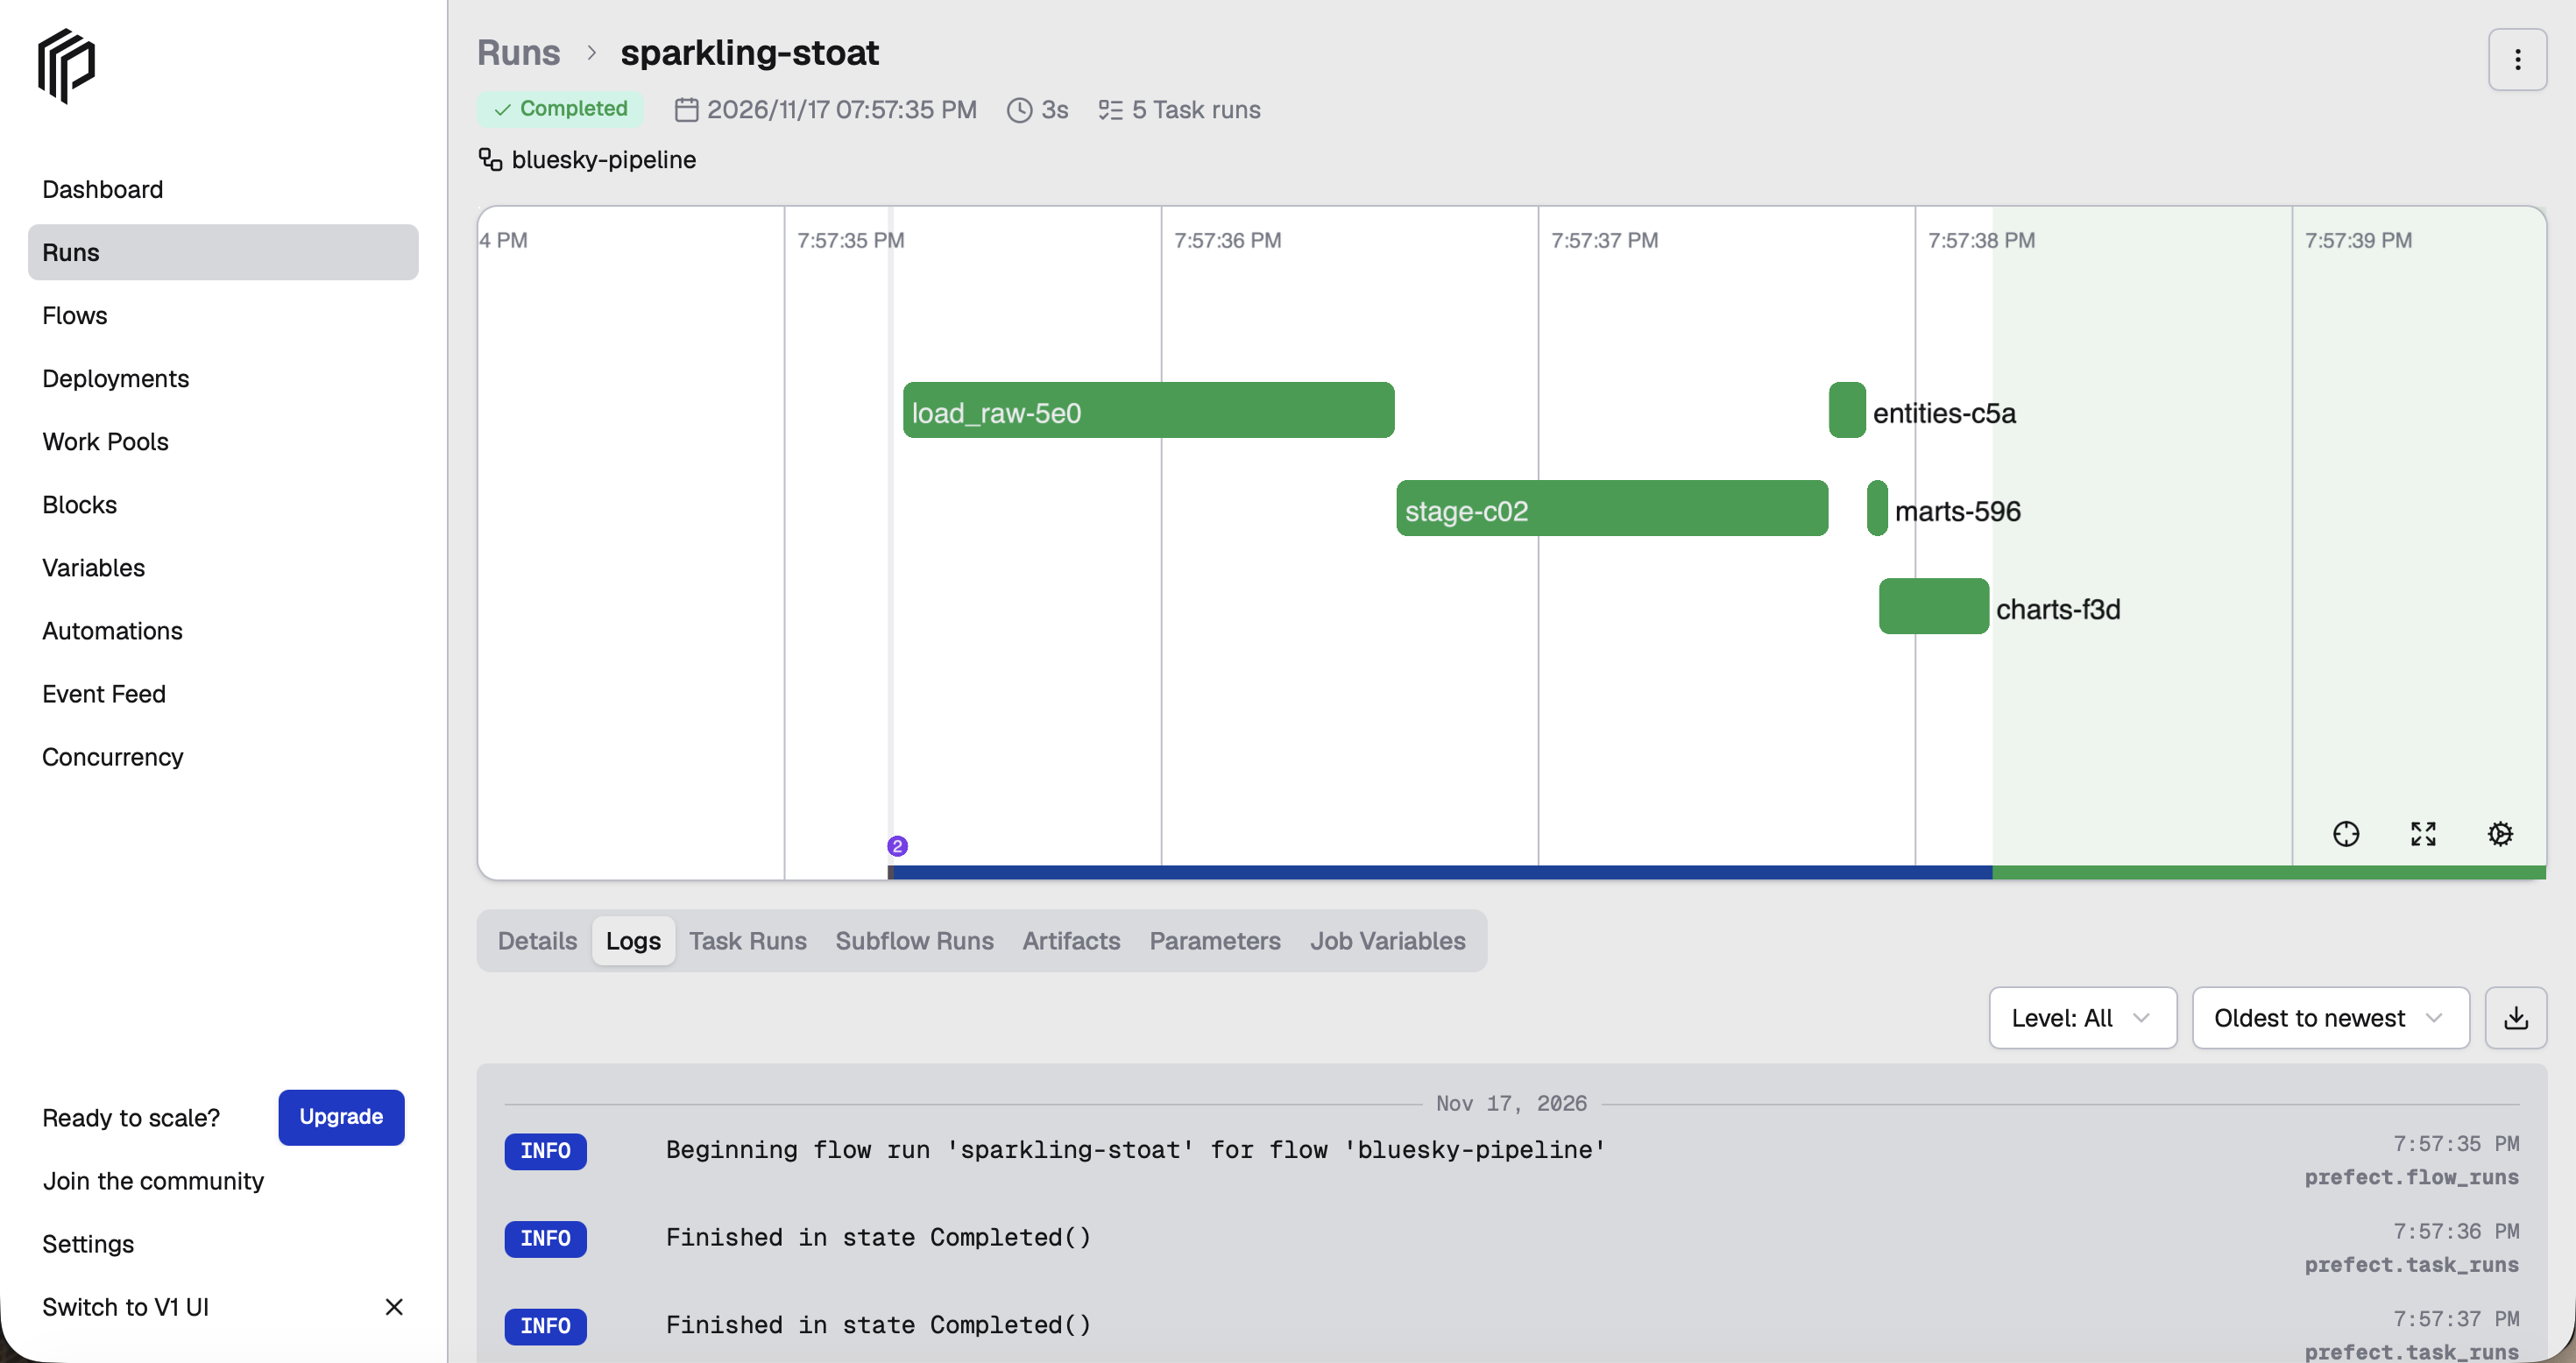 Dashboard
Runs
Flows
Deployments
Work Pools
Blocks
Variables
Automations
Event Feed
Concurrency
Ready to scale? Upgrade
Join the community
Settings
Switch to V1 UI
Runs sparkling-stoat
Completed 2026/11/17 07:57:35 PM 3s 5 Task runs
bluesky-pipeline
4 PM 7:57:35 PM 7:57:36 PM 7:57:37 PM 7:57:38 PM 7:57:39 PM
load_raw-5e0 entities-c5a
stage-c02 marts-596
charts-f3d
2
Details Logs Task Runs Subflow Runs Artifacts Parameters Job Variables
Level: All Oldest to newest
Nov 17, 2026
INFO Beginning flow run 'sparkling-stoat' for flow 'bluesky-pipeline' 7:57:35 PM
prefect.flow_runs
INFO Finished in state Completed() 7:57:36 PM
prefect.task_runs
INFO Finished in state Completed() 7:57:37 PM
prefect.task_runs